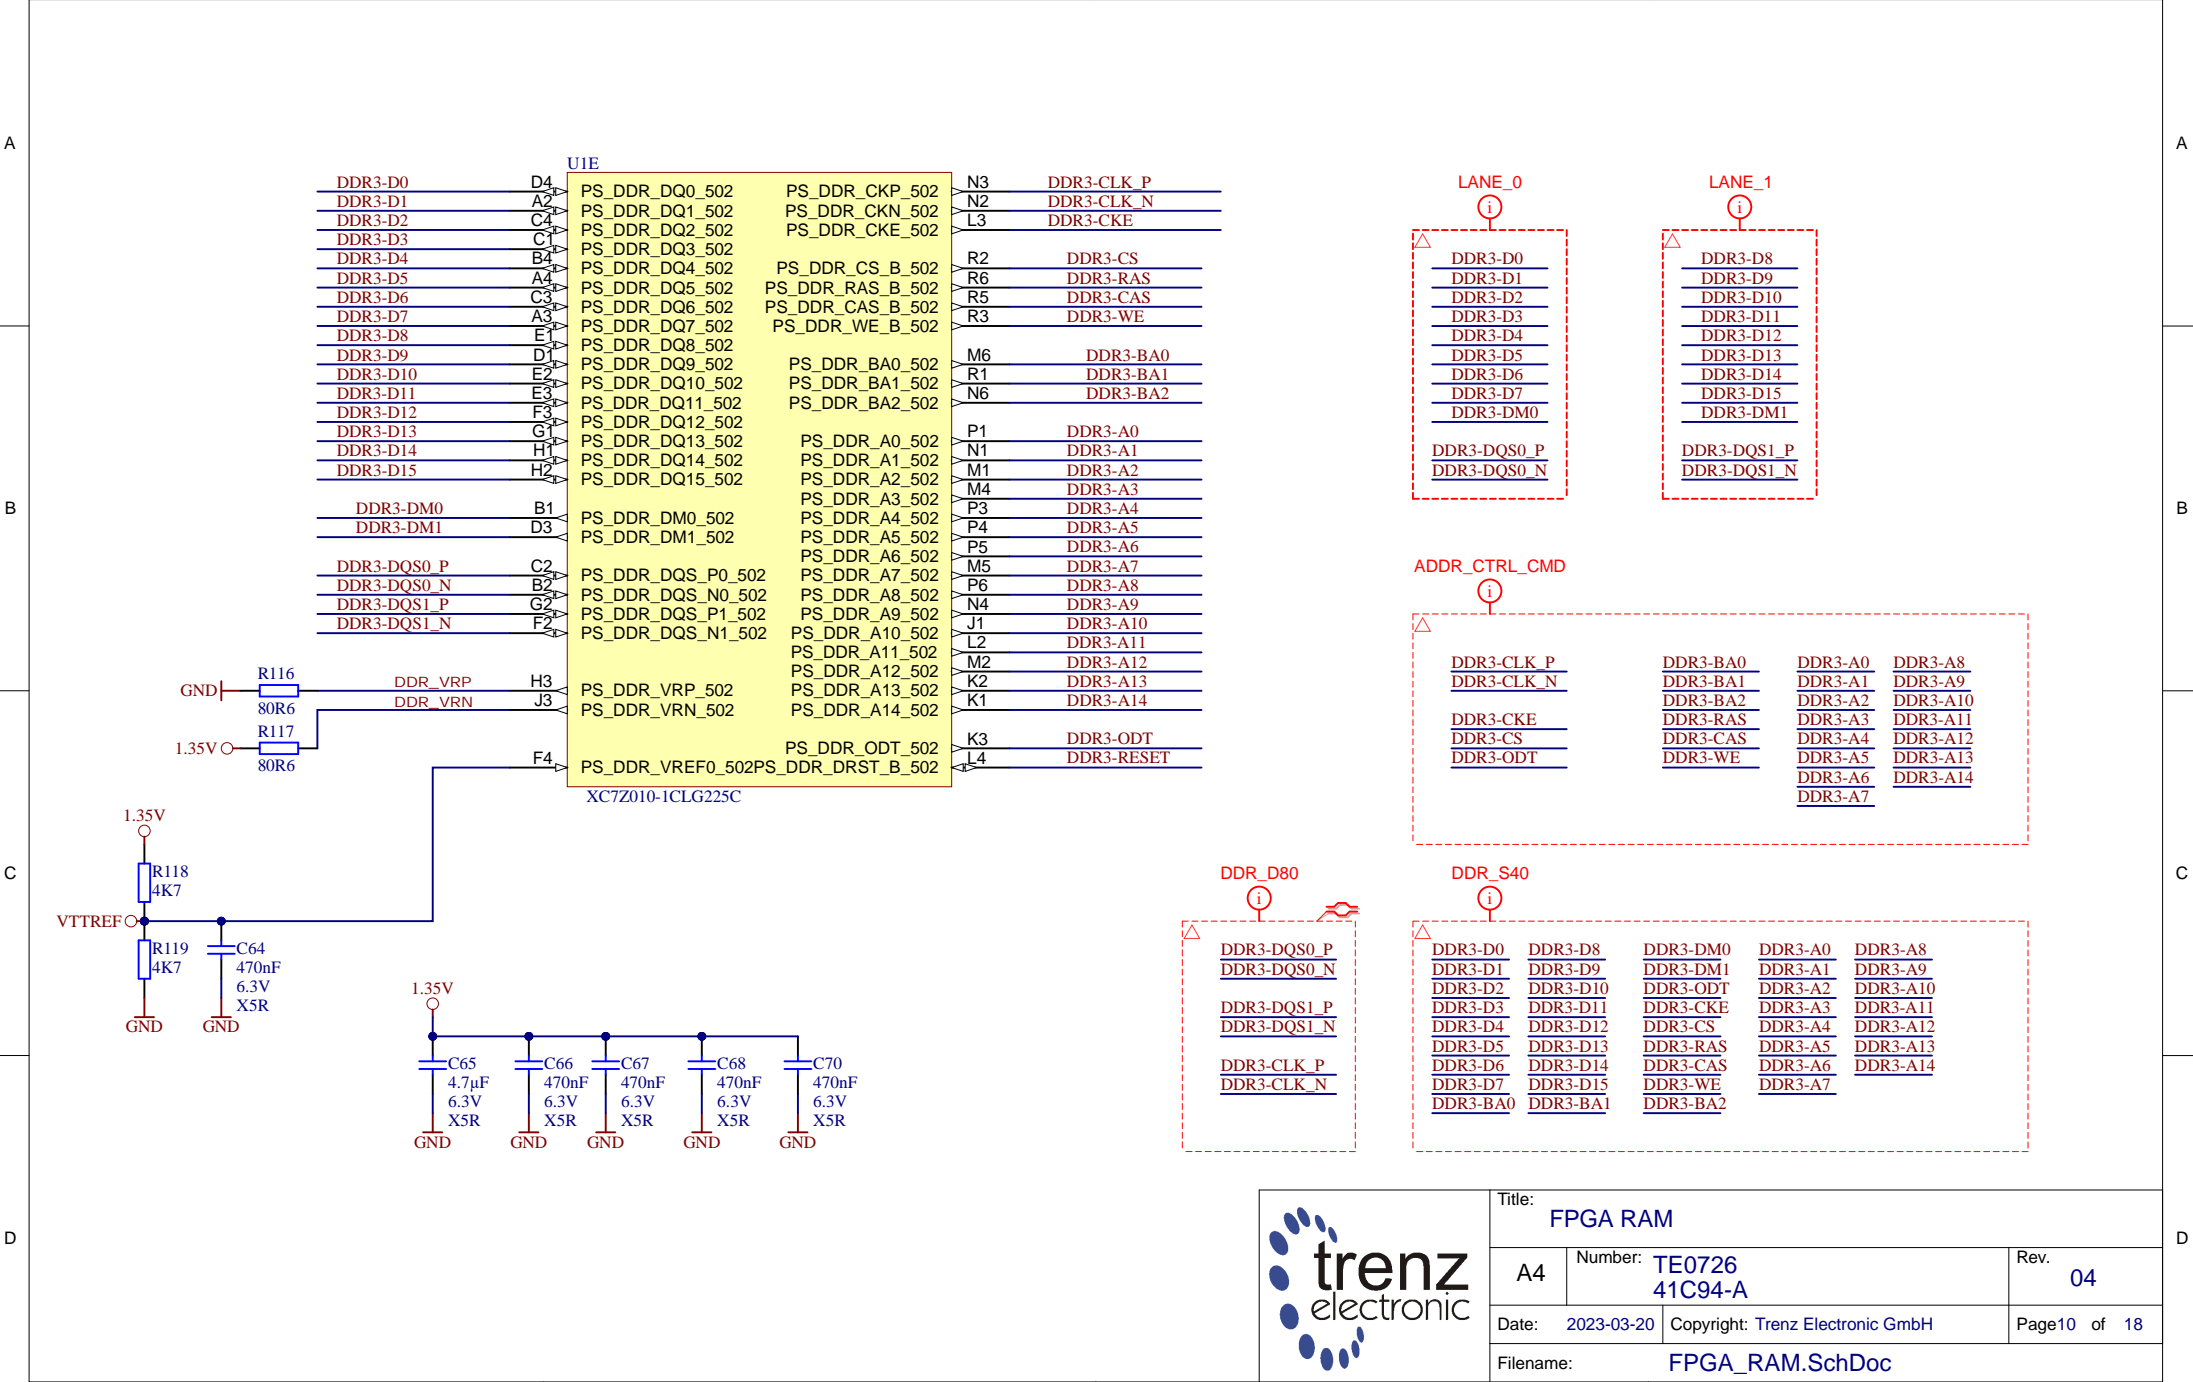 A
B
C
D
A
B
C
D
U1E
DDR3-D0 D4 PS_DDR_DQ0_502
DDR3-D1 A2 PS_DDR_DQ1_502
DDR3-D2 C4 PS_DDR_DQ2_502
DDR3-D3 C1 PS_DDR_DQ3_502
DDR3-D4 B4 PS_DDR_DQ4_502
DDR3-D5 A4 PS_DDR_DQ5_502
DDR3-D6 C3 PS_DDR_DQ6_502
DDR3-D7 A3 PS_DDR_DQ7_502
DDR3-D8 E1 PS_DDR_DQ8_502
DDR3-D9 D1 PS_DDR_DQ9_502
DDR3-D10 E2 PS_DDR_DQ10_502
DDR3-D11 E3 PS_DDR_DQ11_502
DDR3-D12 F3 PS_DDR_DQ12_502
DDR3-D13 G1 PS_DDR_DQ13_502
DDR3-D14 H1 PS_DDR_DQ14_502
DDR3-D15 H2 PS_DDR_DQ15_502
DDR3-DM0 B1 PS_DDR_DM0_502
DDR3-DM1 D3 PS_DDR_DM1_502
DDR3-DQS0_P C2 PS_DDR_DQS_P0_502
DDR3-DQS0_N B2 PS_DDR_DQS_N0_502
DDR3-DQS1_P G2 PS_DDR_DQS_P1_502
DDR3-DQS1_N F2 PS_DDR_DQS_N1_502
DDR_VRP H3 PS_DDR_VRP_502
DDR_VRN J3 PS_DDR_VRN_502
F4 PS_DDR_VREF0_502
PS_DDR_CKP_502 N3 DDR3-CLK_P
PS_DDR_CKN_502 N2 DDR3-CLK_N
PS_DDR_CKE_502 L3 DDR3-CKE
PS_DDR_CS_B_502 R2 DDR3-CS
PS_DDR_RAS_B_502 R6 DDR3-RAS
PS_DDR_CAS_B_502 R5 DDR3-CAS
PS_DDR_WE_B_502 R3 DDR3-WE
PS_DDR_BA0_502 M6 DDR3-BA0
PS_DDR_BA1_502 R1 DDR3-BA1
PS_DDR_BA2_502 N6 DDR3-BA2
PS_DDR_A0_502 P1 DDR3-A0
PS_DDR_A1_502 N1 DDR3-A1
PS_DDR_A2_502 M1 DDR3-A2
PS_DDR_A3_502 M4 DDR3-A3
PS_DDR_A4_502 P3 DDR3-A4
PS_DDR_A5_502 P4 DDR3-A5
PS_DDR_A6_502 P5 DDR3-A6
PS_DDR_A7_502 M5 DDR3-A7
PS_DDR_A8_502 P6 DDR3-A8
PS_DDR_A9_502 N4 DDR3-A9
PS_DDR_A10_502 J1 DDR3-A10
PS_DDR_A11_502 L2 DDR3-A11
PS_DDR_A12_502 M2 DDR3-A12
PS_DDR_A13_502 K2 DDR3-A13
PS_DDR_A14_502 K1 DDR3-A14
PS_DDR_ODT_502 K3 DDR3-ODT
PS_DDR_DRST_B_502 L4 DDR3-RESET
XC7Z010-1CLG225C
R116
GND
80R6
R117
1.35V
80R6
1.35V
R118
4K7
VTTREF
R119
4K7
GND
C64
470nF
6.3V
X5R
GND
1.35V
C65
4.7µF
6.3V
X5R
GND
C66
470nF
6.3V
X5R
GND
C67
470nF
6.3V
X5R
GND
C68
470nF
6.3V
X5R
GND
C70
470nF
6.3V
X5R
GND
LANE_0
i
DDR3-D0
DDR3-D1
DDR3-D2
DDR3-D3
DDR3-D4
DDR3-D5
DDR3-D6
DDR3-D7
DDR3-DM0
DDR3-DQS0_P
DDR3-DQS0_N
LANE_1
i
DDR3-D8
DDR3-D9
DDR3-D10
DDR3-D11
DDR3-D12
DDR3-D13
DDR3-D14
DDR3-D15
DDR3-DM1
DDR3-DQS1_P
DDR3-DQS1_N
ADDR_CTRL_CMD
i
DDR3-CLK_P DDR3-BA0 DDR3-A0 DDR3-A8
DDR3-CLK_N DDR3-BA1 DDR3-A1 DDR3-A9
DDR3-BA2 DDR3-A2 DDR3-A10
DDR3-CKE DDR3-RAS DDR3-A3 DDR3-A11
DDR3-CS DDR3-CAS DDR3-A4 DDR3-A12
DDR3-ODT DDR3-WE DDR3-A5 DDR3-A13
DDR3-A6 DDR3-A14
DDR3-A7
DDR_D80
i
DDR3-DQS0_P
DDR3-DQS0_N
DDR3-DQS1_P
DDR3-DQS1_N
DDR3-CLK_P
DDR3-CLK_N
DDR_S40
i
DDR3-D0 DDR3-D8 DDR3-DM0 DDR3-A0 DDR3-A8
DDR3-D1 DDR3-D9 DDR3-DM1 DDR3-A1 DDR3-A9
DDR3-D2 DDR3-D10 DDR3-ODT DDR3-A2 DDR3-A10
DDR3-D3 DDR3-D11 DDR3-CKE DDR3-A3 DDR3-A11
DDR3-D4 DDR3-D12 DDR3-CS DDR3-A4 DDR3-A12
DDR3-D5 DDR3-D13 DDR3-RAS DDR3-A5 DDR3-A13
DDR3-D6 DDR3-D14 DDR3-CAS DDR3-A6 DDR3-A14
DDR3-D7 DDR3-D15 DDR3-WE DDR3-A7
DDR3-BA0 DDR3-BA1 DDR3-BA2
trenz
electronic
Title:
FPGA RAM
A4
Number: TE0726
41C94-A
Rev.
04
Date: 2023-03-20 Copyright: Trenz Electronic GmbH Page10 of 18
Filename: FPGA_RAM.SchDoc